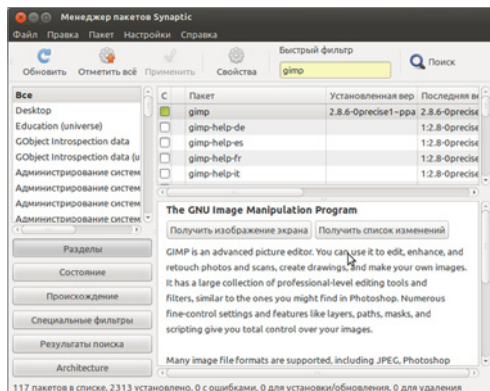 Менеджер пакетов Synaptic
Файл Правка Пакет Настройки Справка
Обновить Отметить всё Применить Свойства
Быстрый фильтр
gimp
Поиск
Все
Desktop
Education (universe)
GObject Introspection data
GObject Introspection data (u
Администрирование систем
Администрирование систем
Администрирование систем
Администрирование систем
С Пакет Установленная вер Последняя ве
gimp 2.8.6-0precise1~ppa 2.8.6-0precise
gimp-help-de 1:2.8-0precise
gimp-help-es 1:2.8-0precise
gimp-help-fr 1:2.8-0precise
gimp-help-it 1:2.8-0precise
The GNU Image Manipulation Program
Получить изображение экрана Получить список изменений
GIMP is an advanced picture editor. You can use it to edit, enhance, and
retouch photos and scans, create drawings, and make your own images.
It has a large collection of professional-level editing tools and
filters, similar to the ones you might find in Photoshop. Numerous
fine-control settings and features like layers, paths, masks, and
scripting give you total control over your images.
Many image file formats are supported, including JPEG, Photoshop
Разделы
Состояние
Происхождение
Специальные фильтры
Результаты поиска
Architecture
117 пакетов в списке, 2313 установлено, 0 с ошибками, 0 для установки/обновления, 0 для удаления